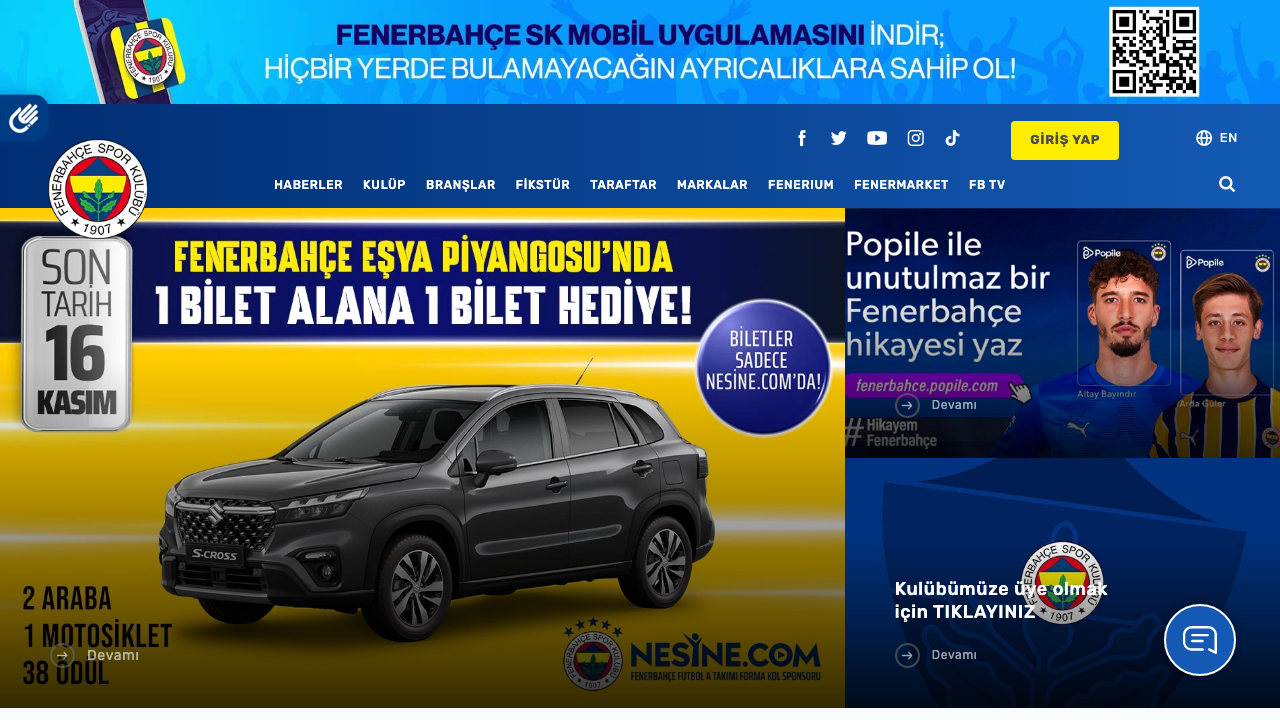 FENERBAHÇE SK MOBİL UYGULAMASINI İNDİR;
HİÇBİR YERDE BULAMAYACAĞIN AYRICALIKLARA SAHİP OL!
GİRİŞ YAP
EN
HABERLER KULÜP BRANŞLAR FİKSTÜR TARAFTAR MARKALAR FENERIUM FENERMARKET FB TV
FENERBAHÇE SPOR KULÜBÜ
1907
SON
TARİH
16
KASIM
FENERBAHÇE EŞYA PİYANGOSU'NDA
1 BİLET ALANA 1 BİLET HEDİYE!
BİLETLER
SADECE
NESİNE.COM'DA!
S-CROSS
2 ARABA
1 MOTOSİKLET
38 ÖDÜL
Devamı
NESİNE.COM
FENERBAHÇE FUTBOL A TAKIMI FORMA KOL SPONSORU
Popile ile
unutulmaz bir
Fenerbahçe
hikayesi yaz
fenerbahce.popile.com
Devamı
#Hikayem
Fenerbahçe
Popile
Altay Bayındır
Popile
Arda Güler
FENERBAHÇE SPOR KULÜBÜ
1907
Kulübümüze üye olmak
için TIKLAYINIZ
Devamı